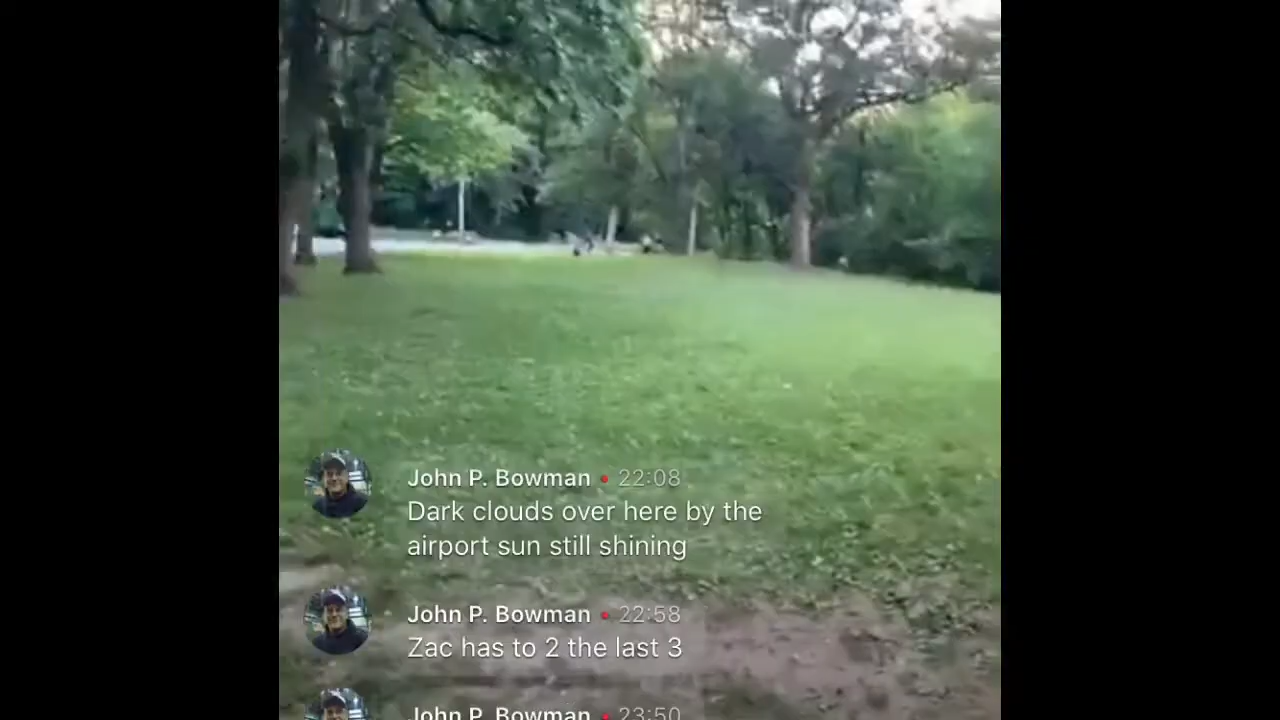 John P. Bowman • 22:08
Dark clouds over here by the
airport sun still shining
John P. Bowman • 22:58
Zac has to 2 the last 3
John P. Bowman • 23:50